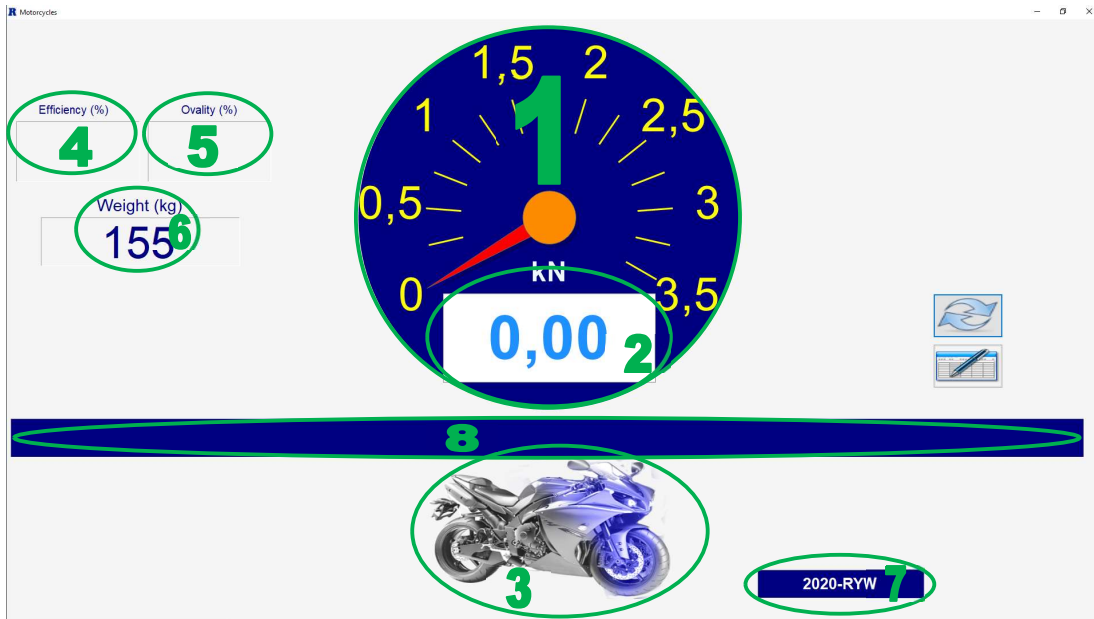 R Motorcycles
1,5 2
1 2,5
1
Efficiency (%) Ovality (%)
4 5
0,5 3
Weight (kg)
155 6
kN
0 3,5
0,00 2
8
3
2020-RYW 7